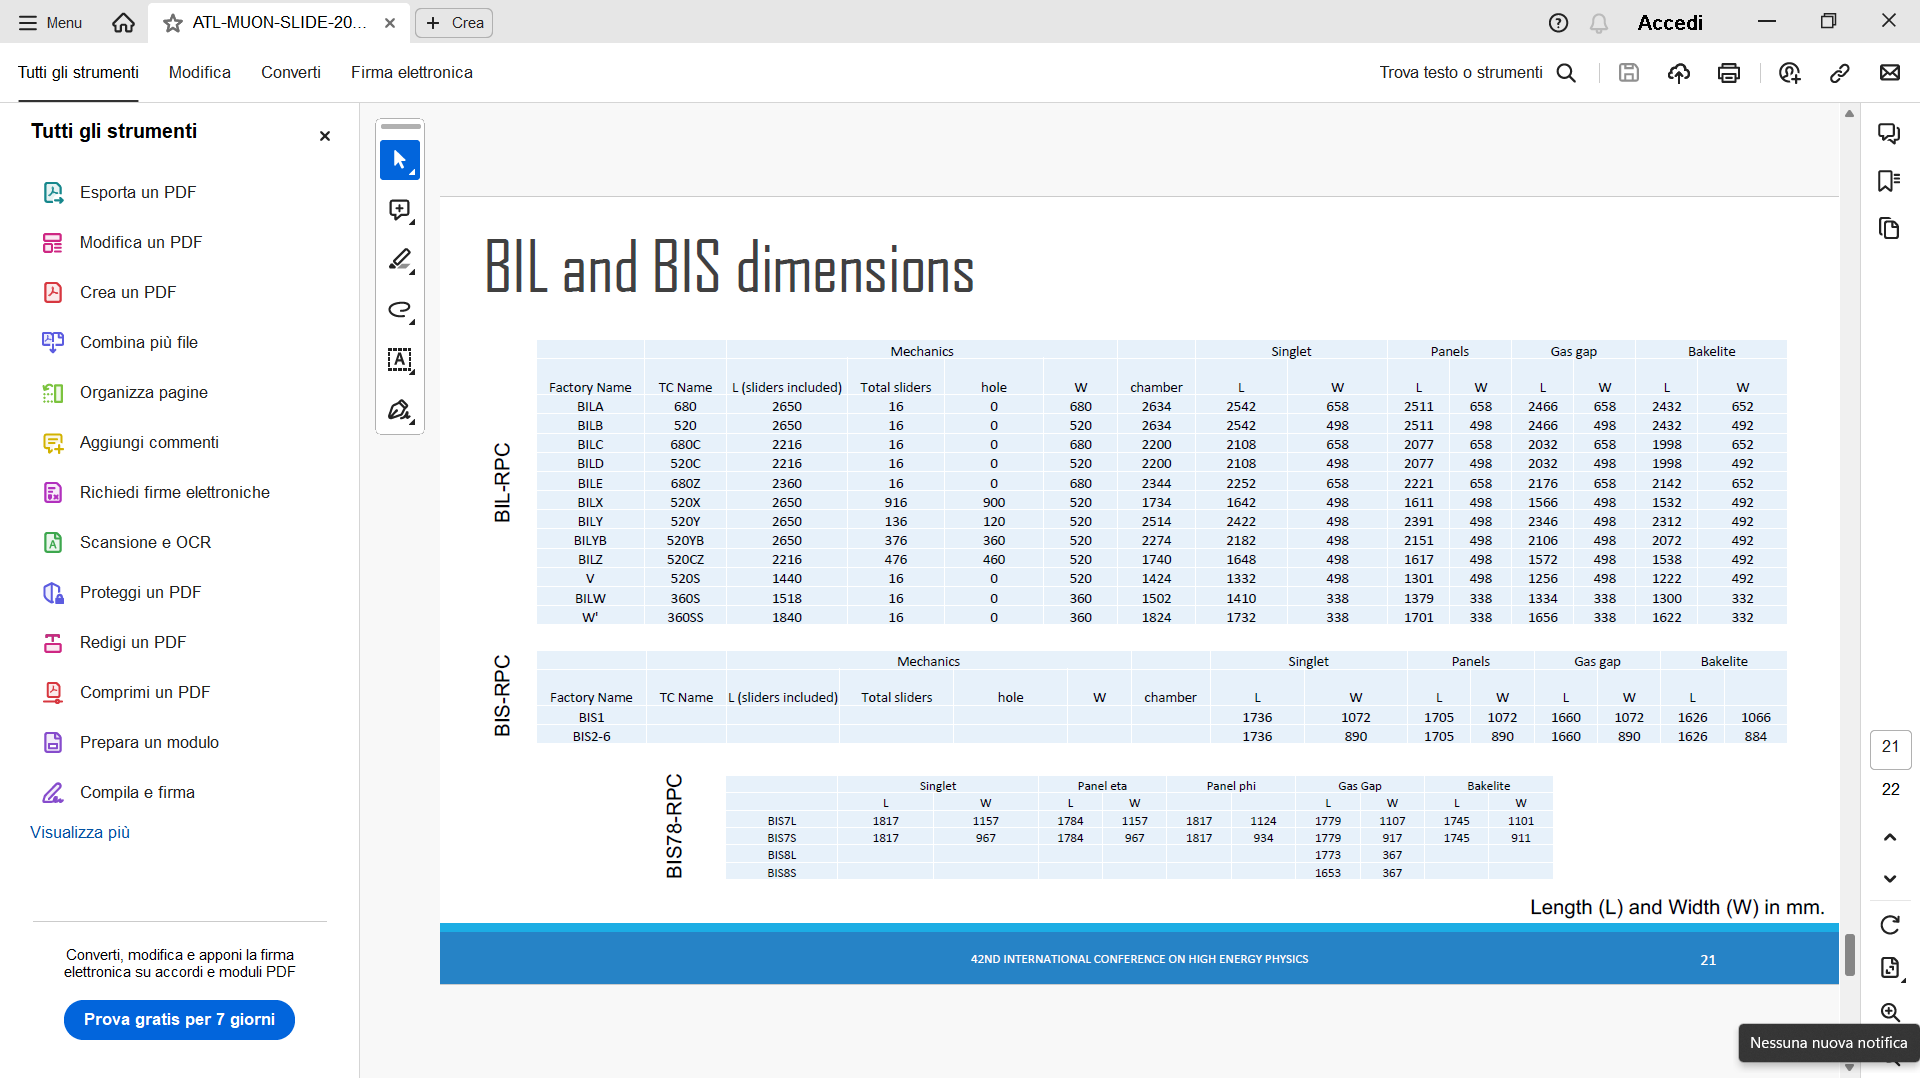 Menu
ATL-MUON-SLIDE-20...
Crea
Accedi
Tutti gli strumenti Modifica Converti Firma elettronica Trova testo o strumenti
Tutti gli strumenti
Esporta un PDF
Modifica un PDF
Crea un PDF
Combina più file
Organizza pagine
Aggiungi commenti
Richiedi firme elettroniche
Scansione e OCR
Proteggi un PDF
Redigi un PDF
Comprimi un PDF
Prepara un modulo
Compila e firma
Visualizza più
Converti, modifica e apponi la firma
elettronica su accordi e moduli PDF
Prova gratis per 7 giorni
BIL and BIS dimensions
BIL-RPC
Mechanics Singlet Panels Gas gap Bakelite
Factory Name TC Name L (sliders included) Total sliders hole W chamber L W L W L W L W
BILA 680 2650 16 0 680 2634 2542 658 2511 658 2466 658 2432 652
BILB 520 2650 16 0 520 2634 2542 498 2511 498 2466 498 2432 492
BILC 680C 2216 16 0 680 2200 2108 658 2077 658 2032 658 1998 652
BILD 520C 2216 16 0 520 2200 2108 498 2077 498 2032 498 1998 492
BILE 680Z 2360 16 0 680 2344 2252 658 2221 658 2176 658 2142 652
BILX 520X 2650 916 900 520 1734 1642 498 1611 498 1566 498 1532 492
BILY 520Y 2650 136 120 520 2514 2422 498 2391 498 2346 498 2312 492
BILYB 520YB 2650 376 360 520 2274 2182 498 2151 498 2106 498 2072 492
BILZ 520CZ 2216 476 460 520 1740 1648 498 1617 498 1572 498 1538 492
V 520S 1440 16 0 520 1424 1332 498 1301 498 1256 498 1222 492
BILW 360S 1518 16 0 360 1502 1410 338 1379 338 1334 338 1300 332
W' 360SS 1840 16 0 360 1824 1732 338 1701 338 1656 338 1622 332
BIS-RPC
Mechanics Singlet Panels Gas gap Bakelite
Factory Name TC Name L (sliders included) Total sliders hole W chamber L W L W L W L
BIS1 1736 1072 1705 1072 1660 1072 1626 1066
BIS2-6 1736 890 1705 890 1660 890 1626 884
BIS78-RPC
Singlet Panel eta Panel phi Gas Gap Bakelite
L W L W L W L W
BIS7L 1817 1157 1784 1157 1817 1124 1779 1107 1745 1101
BIS7S 1817 967 1784 967 1817 934 1779 917 1745 911
BIS8L 1773 367
BIS8S 1653 367
Length (L) and Width (W) in mm.
42ND INTERNATIONAL CONFERENCE ON HIGH ENERGY PHYSICS
21
21
22
Nessuna nuova notifica